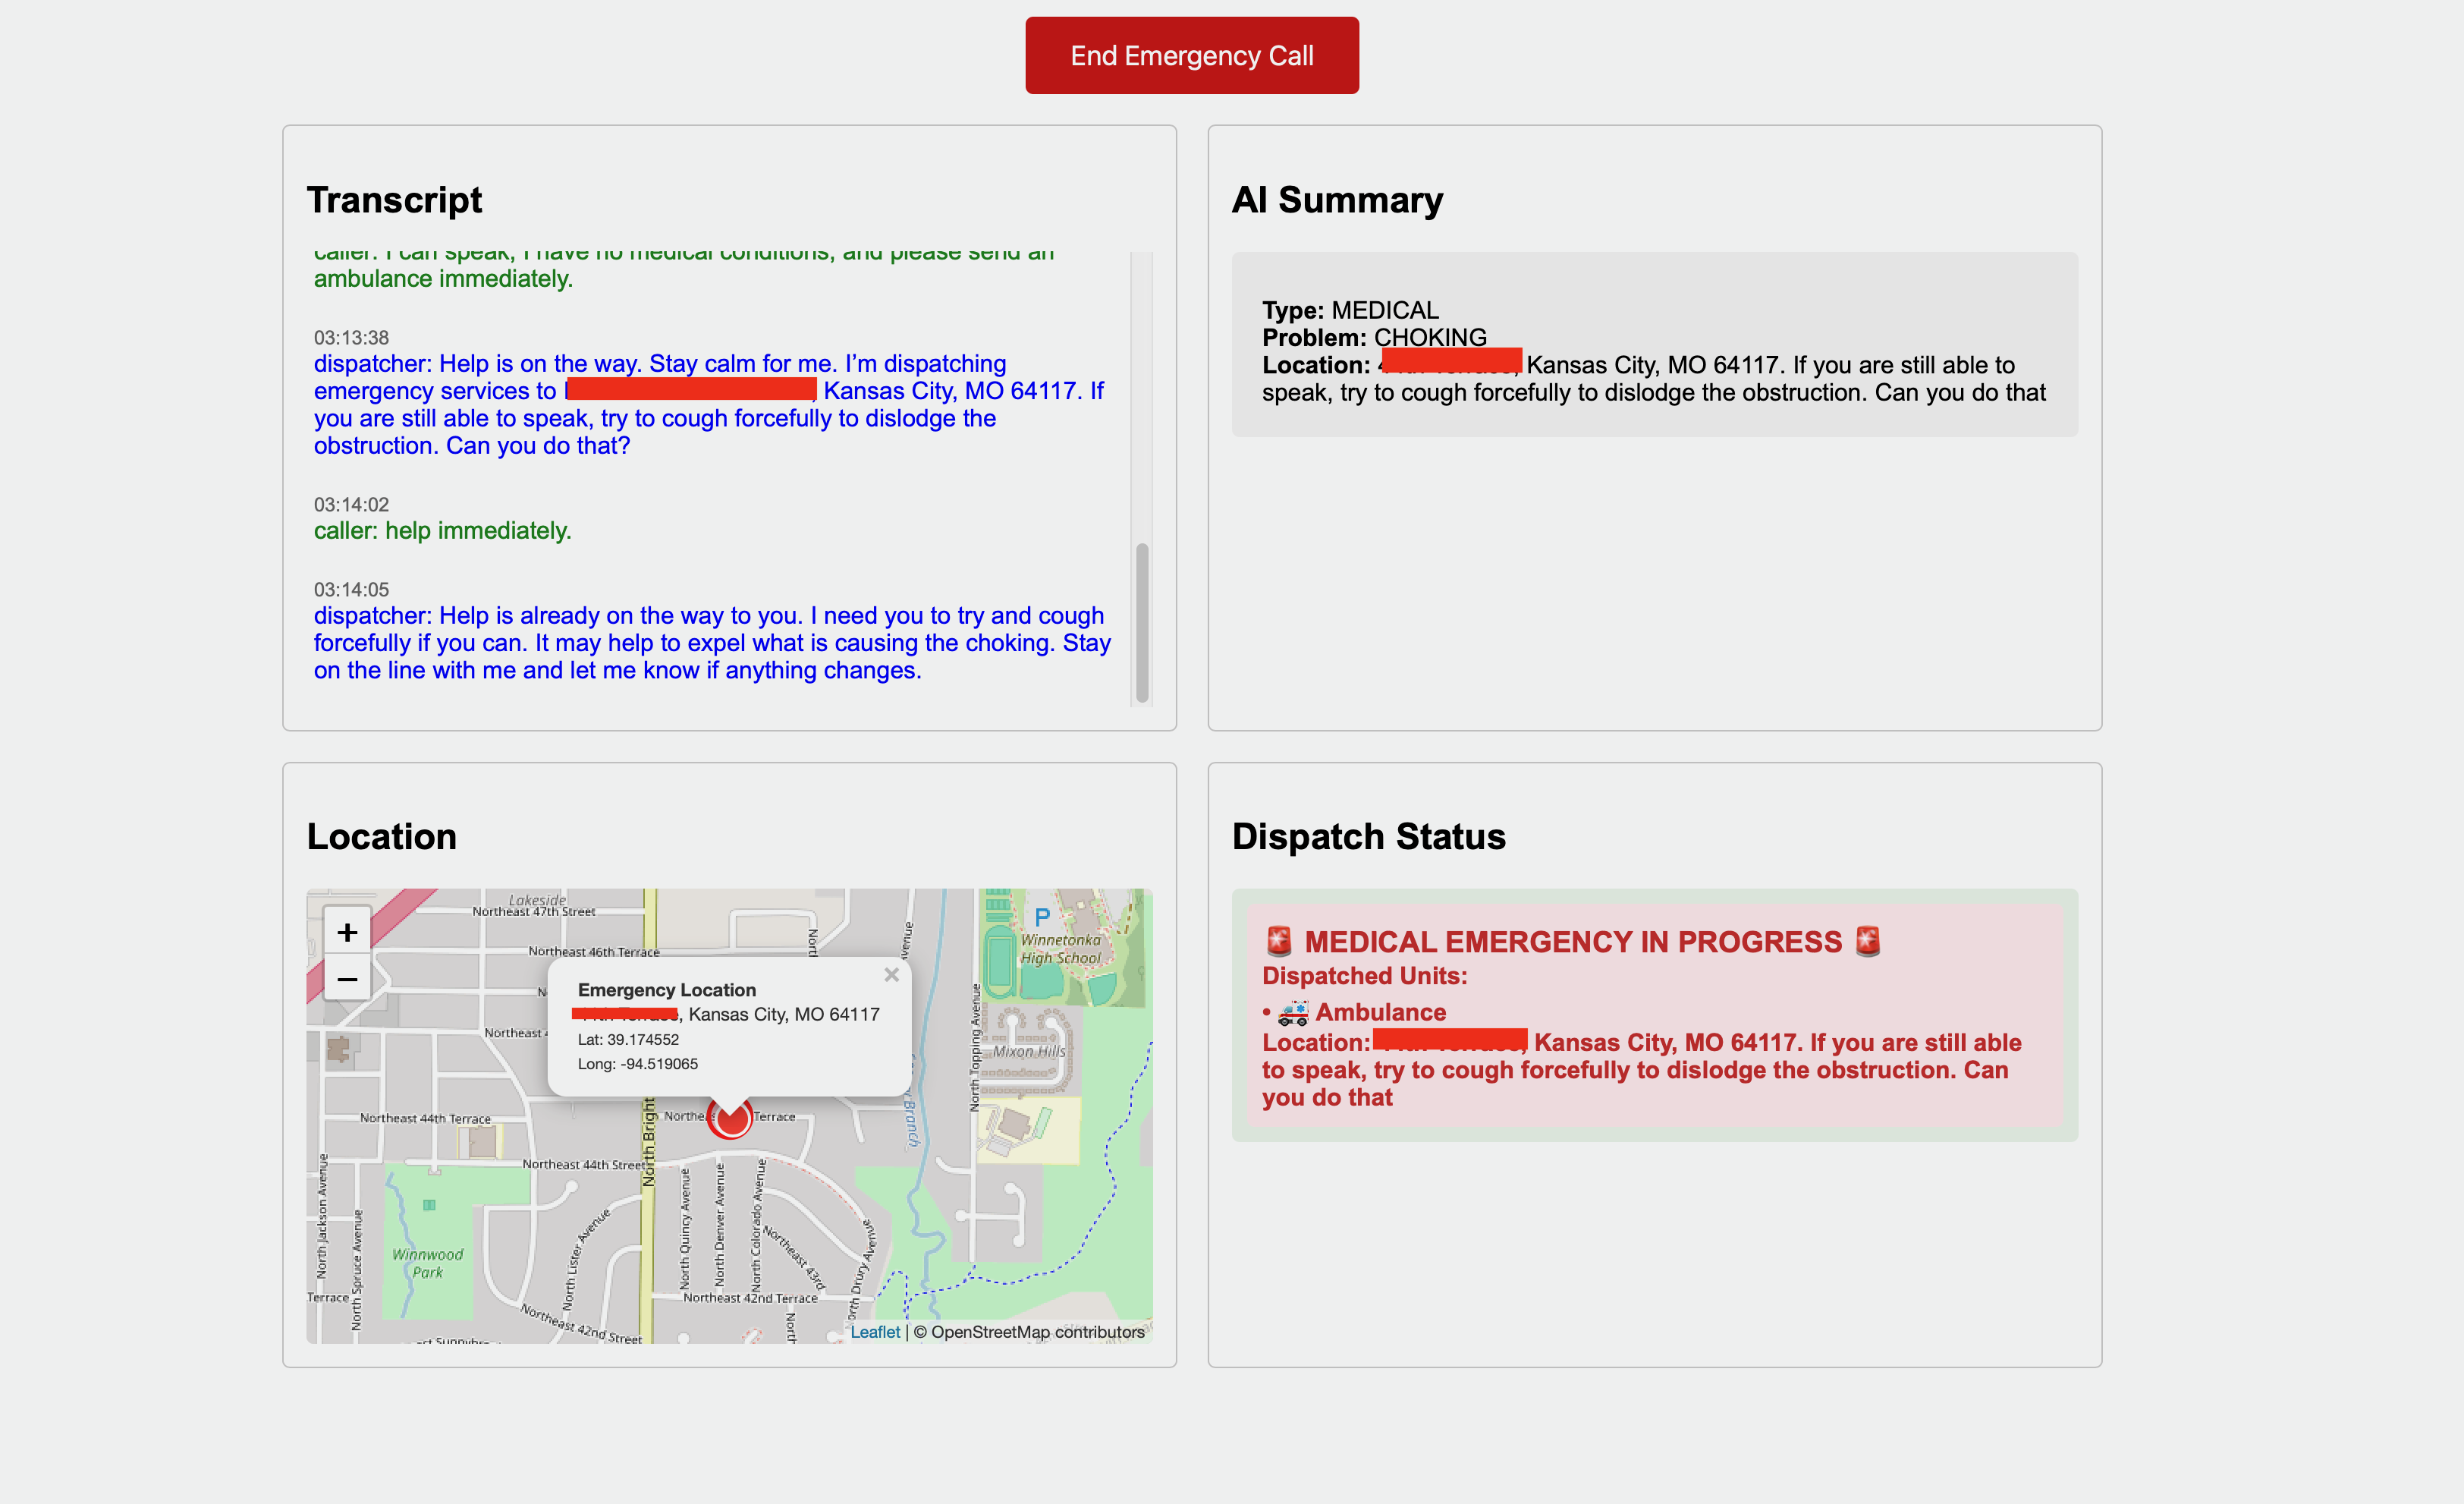 End Emergency Call
Transcript
caller: I can speak, I have no medical conditions, and please send an
ambulance immediately.
03:13:38
dispatcher: Help is on the way. Stay calm for me. I’m dispatching
emergency services to Kansas City, MO 64117. If
you are still able to speak, try to cough forcefully to dislodge the
obstruction. Can you do that?
03:14:02
caller: help immediately.
03:14:05
dispatcher: Help is already on the way to you. I need you to try and cough
forcefully if you can. It may help to expel what is causing the choking. Stay
on the line with me and let me know if anything changes.
AI Summary
Type: MEDICAL
Problem: CHOKING
Location: Kansas City, MO 64117. If you are still able to
speak, try to cough forcefully to dislodge the obstruction. Can you do that
Location
+
−
Lakeside
Northeast 47th Street
Northeast 46th Terrace
P
Winnetonka
High School
Emergency Location
, Kansas City, MO 64117
Lat: 39.174552
Long: -94.519065
×
North Topping Avenue
Mixon Hills
Northeast 44th Terrace
Terrace
Branch
Northeast 44th Street
North Bright
North Jackson Avenue
North Spruce Avenue
Winnwood
Park
North Lister Avenue
North Quincy Avenue
North Denver Avenue
North Colorado Avenue
Northeast 43rd
North Drury Avenue
Terrace
Northeast 42nd Terrace
Northeast 42nd Street
North
Leaflet | © OpenStreetMap contributors
Dispatch Status
🚨 MEDICAL EMERGENCY IN PROGRESS 🚨
Dispatched Units:
• 🚑 Ambulance
Location: Kansas City, MO 64117. If you are still able
to speak, try to cough forcefully to dislodge the obstruction. Can
you do that